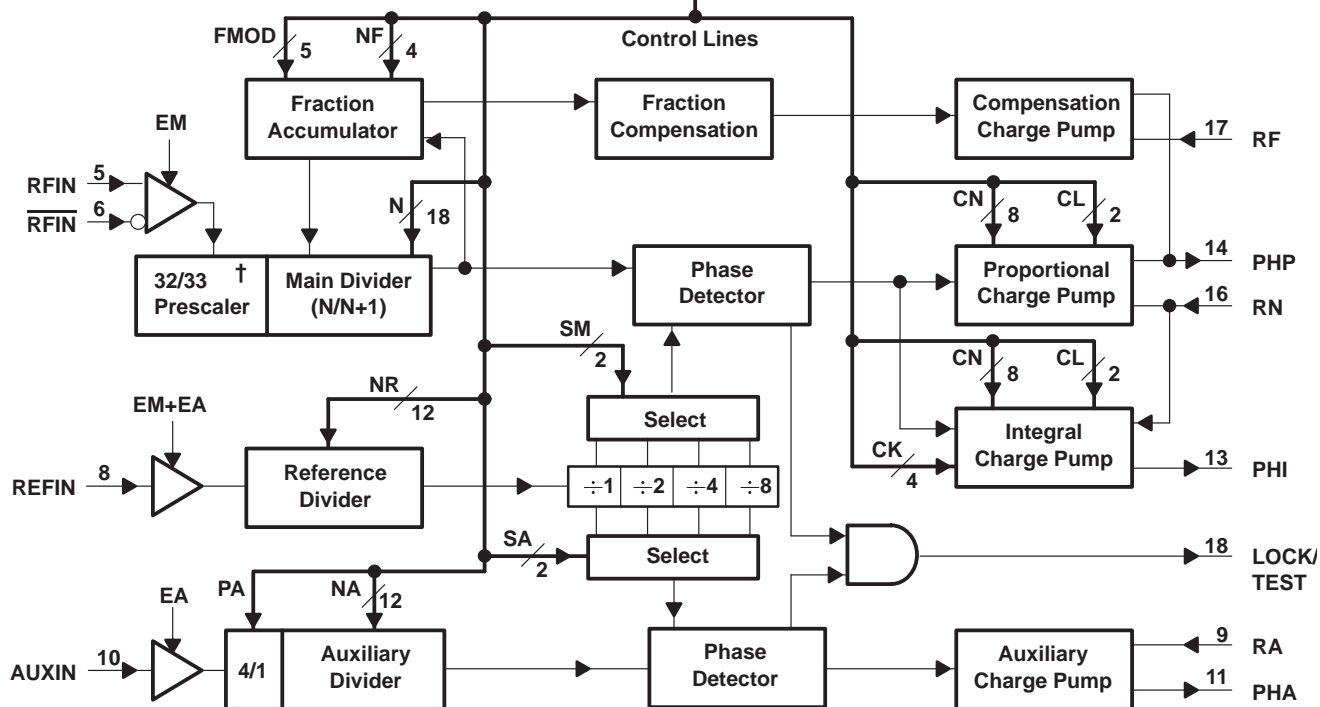 FMOD
5
NF
4
Control Lines
Fraction
Accumulator
Fraction
Compensation
Compensation
Charge Pump
17
RF
EM
RFIN
5
RFIN
6
N
18
CN
8
CL
2
32/33
†
Prescaler
Main Divider
(N/N+1)
Phase
Detector
Proportional
Charge Pump
14
PHP
16
RN
SM
2
CN
8
CL
2
NR
12
EM+EA
Select
Integral
Charge Pump
CK
4
REFIN
8
Reference
Divider
÷1
÷2
÷4
÷8
13
PHI
SA
2
Select
18
LOCK/
TEST
PA
NA
12
EA
AUXIN
10
4/1
Auxiliary
Divider
Phase
Detector
Auxiliary
Charge Pump
9
RA
11
PHA